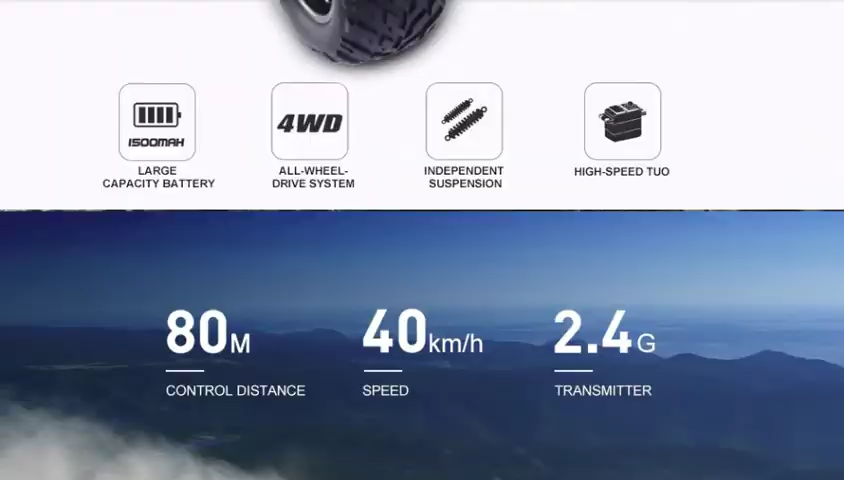 1500MAH
4WD
LARGE
CAPACITY BATTERY
ALL-WHEEL-
DRIVE SYSTEM
INDEPENDENT
SUSPENSION
HIGH-SPEED TUO
80M
40km/h
2.4G
CONTROL DISTANCE
SPEED
TRANSMITTER